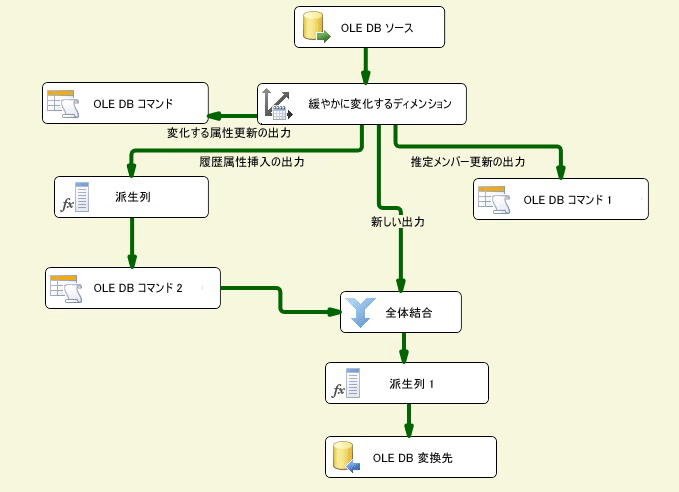 OLE DB ソース
OLE DB コマンド
緩やかに変化するディメンション
変化する属性更新の出力
履歴属性挿入の出力
推定メンバー更新の出力
派生列
OLE DB コマンド 1
新しい出力
OLE DB コマンド 2
全体結合
派生列 1
OLE DB 変換先